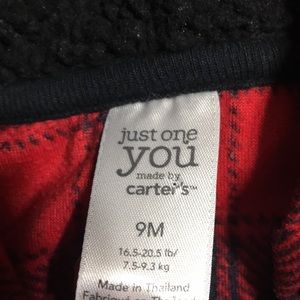 just one
you
made by
carter's™
9M
16.5-20.5 lb/
7.5-9.3 kg
Made in Thailand